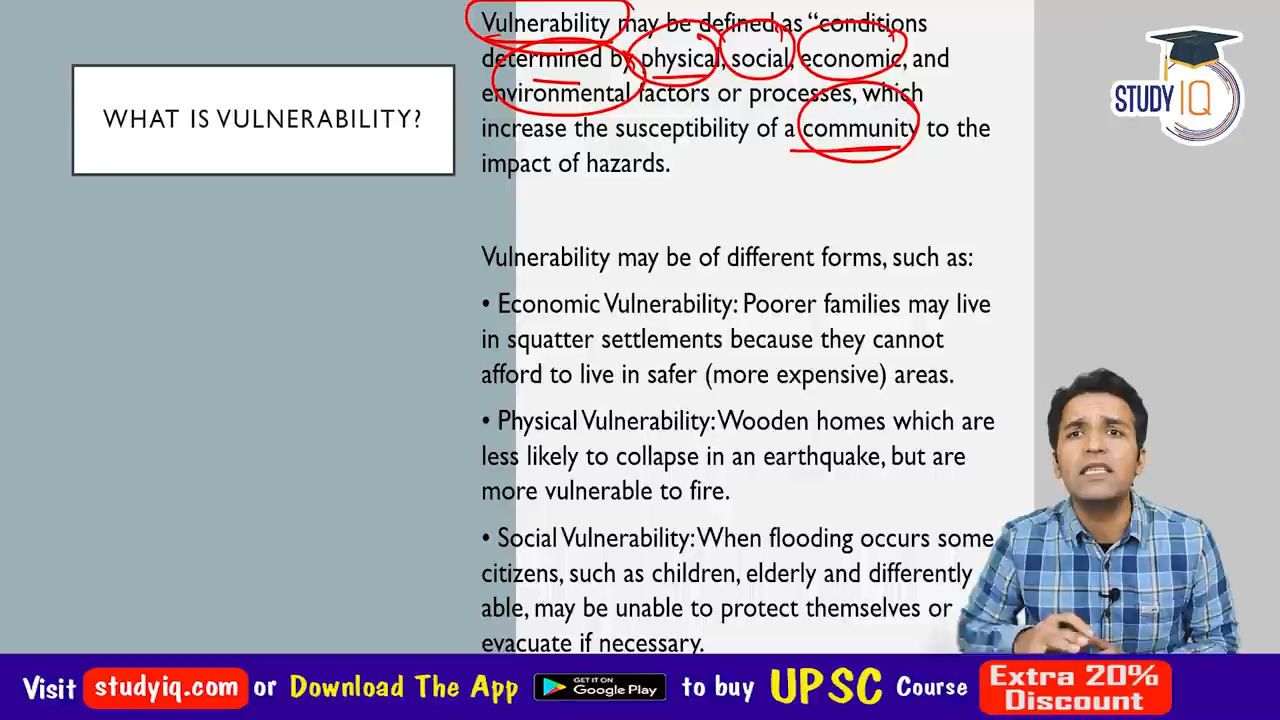 Vulnerability may be defined as “conditions
determined by physical, social, economic, and
environmental factors or processes, which
increase the susceptibility of a community to the
impact of hazards.
WHAT IS VULNERABILITY?
STUDY IQ
Vulnerability may be of different forms, such as:
• Economic Vulnerability: Poorer families may live
in squatter settlements because they cannot
afford to live in safer (more expensive) areas.
• Physical Vulnerability: Wooden homes which are
less likely to collapse in an earthquake, but are
more vulnerable to fire.
• Social Vulnerability: When flooding occurs some
citizens, such as children, elderly and differently
able, may be unable to protect themselves or
evacuate if necessary.
Visit studyiq.com or Download The App GET IT ON Google Play to buy UPSC Course Extra 20% Discount